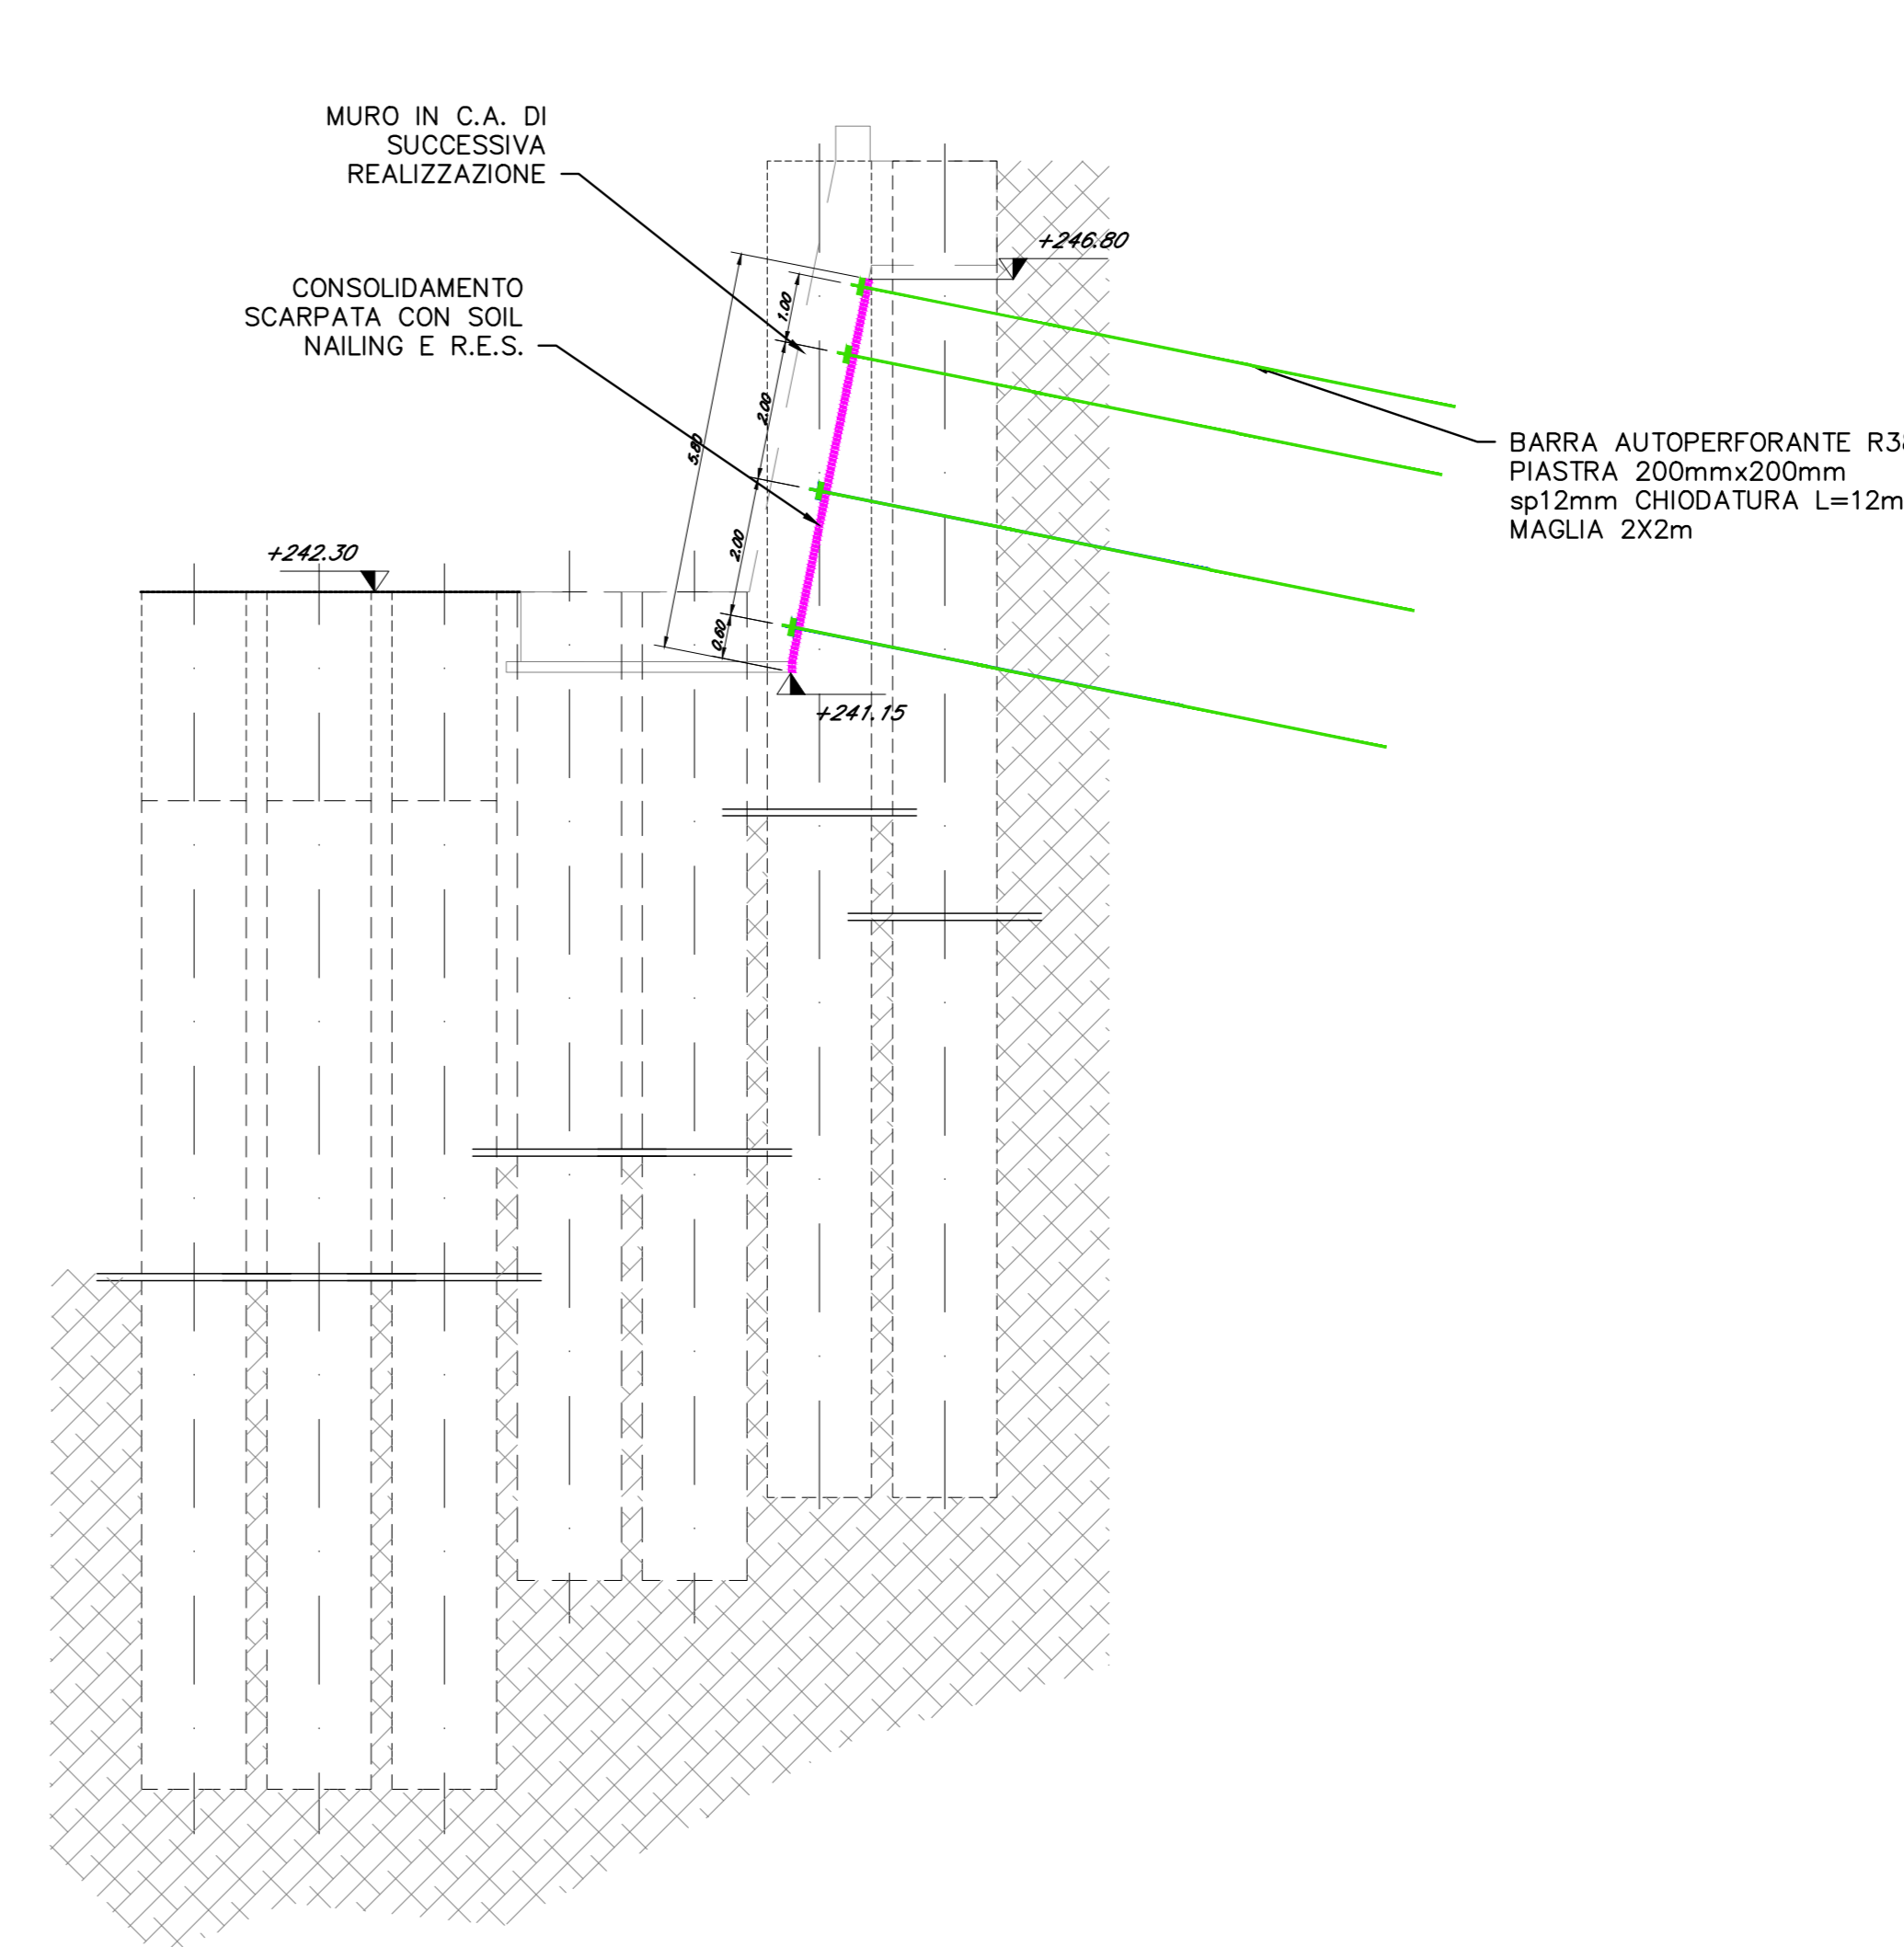 MURO IN C.A. DI
SUCCESSIVA
REALIZZAZIONE
+246.80
CONSOLIDAMENTO
SCARPATA CON SOIL
NAILING E R.E.S.
1.00
2.00
5.80
2.00
0.60
BARRA AUTOPERFORANTE
PIASTRA 200mmx200mm
sp12mm CHIODATURA L=12m
MAGLIA 2X2m
+242.30
+241.15